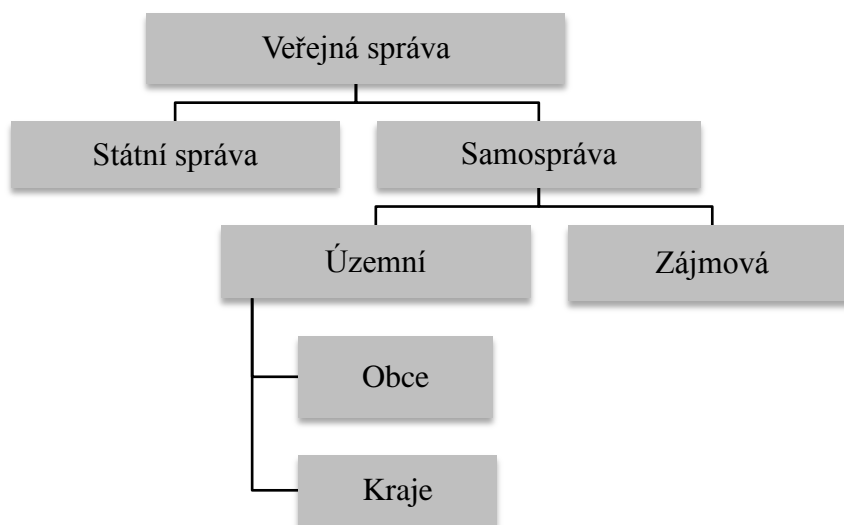 Veřejná správa
Státní správa
Samospráva
Územní
Zájmová
Obce
Kraje